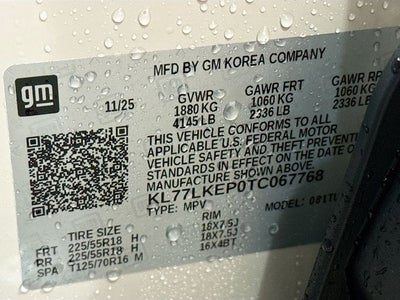 MFD BY GM KOREA COMPANY
gm 11/25 GVWR GAWR FRT GAWR RR
1880 KG 1060 KG 1060 KG
4145 LB 2336 LB 2336 LB
THIS VEHICLE CONFORMS TO ALL
APPLICABLE U.S. FEDERAL MOTOR
VEHICLE SAFETY AND THEFT PREVENTI
STANDARDS IN EFFECT ON THE DATE
MANUFACTURE SHOWN ABOVE.
KL77LKEP0TC067768
TYPE: MPV MODEL: 081TU
TIRE SIZE RIM
FRT 225/55R18 H 18X7.5J
RR 225/55R18 H 18X7.5J
SPA T125/70R16 M 16X4BT